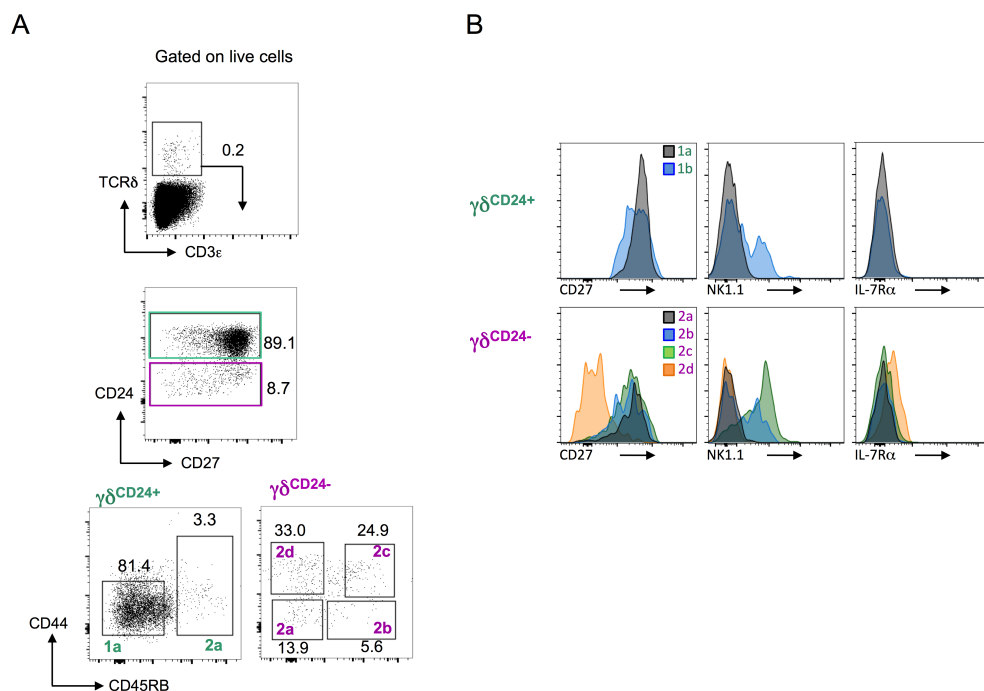 A
Gated on live cells
0.2
TCRδ
CD3ε
89.1
8.7
CD24
CD27
γδCD24+
γδCD24-
3.3
81.4
1a
2a
33.0
24.9
2d
2c
2a
2b
13.9
5.6
CD44
CD45RB
B
1a
1b
γδCD24+
CD27
NK1.1
IL-7Rα
2a
2b
2c
2d
γδCD24-
CD27
NK1.1
IL-7Rα